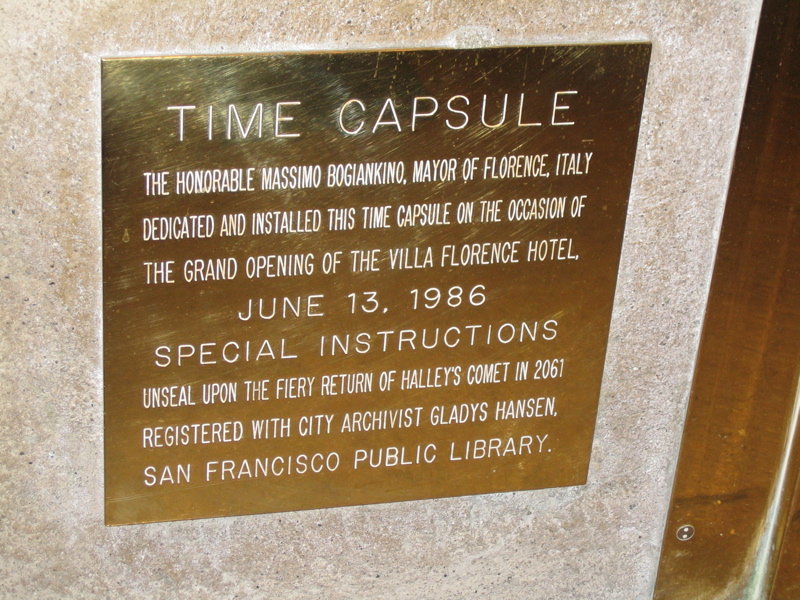 TIME CAPSULE
THE HONORABLE MASSIMO BOGIANKINO, MAYOR OF FLORENCE, ITALY
DEDICATED AND INSTALLED THIS TIME CAPSULE ON THE OCCASION OF
THE GRAND OPENING OF THE VILLA FLORENCE HOTEL,
JUNE 13, 1986
SPECIAL INSTRUCTIONS
UNSEAL UPON THE FIERY RETURN OF HALLEY'S COMET IN 2061
REGISTERED WITH CITY ARCHIVIST GLADYS HANSEN,
SAN FRANCISCO PUBLIC LIBRARY.